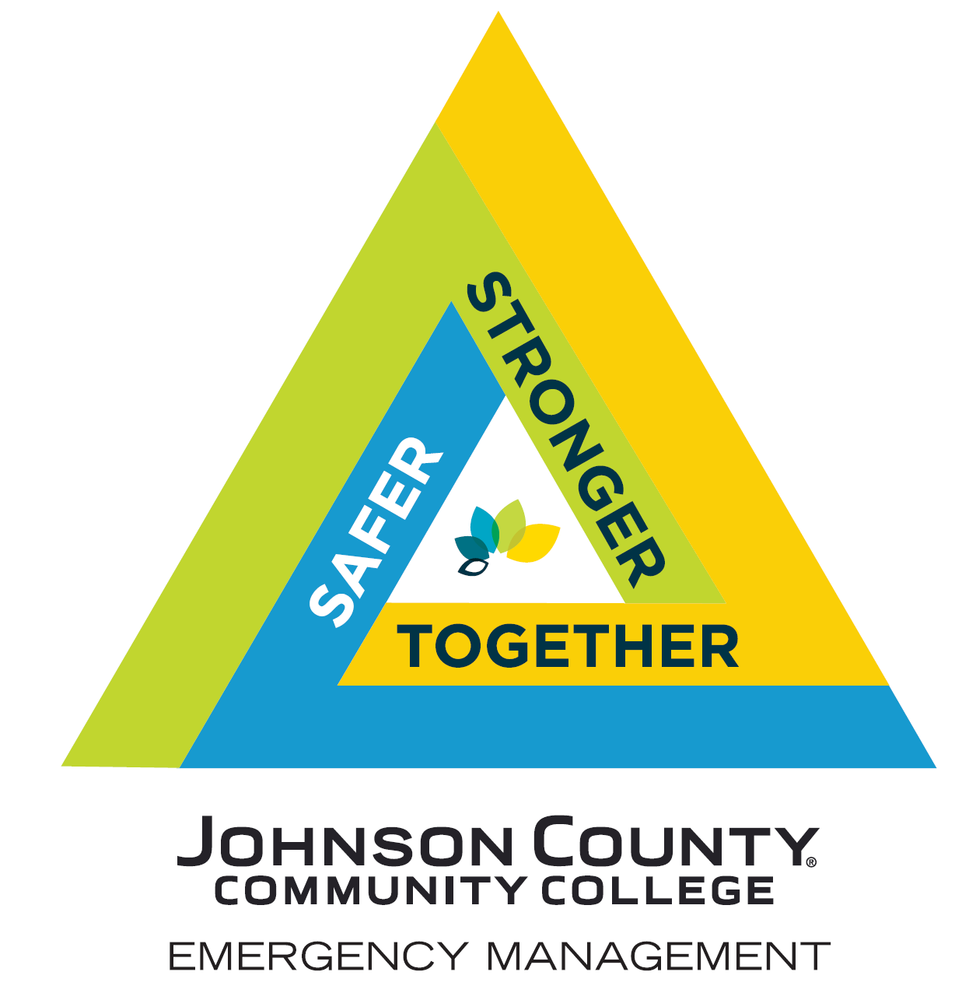 SAFER
STRONGER
TOGETHER
JOHNSON COUNTY®
COMMUNITY COLLEGE
EMERGENCY MANAGEMENT